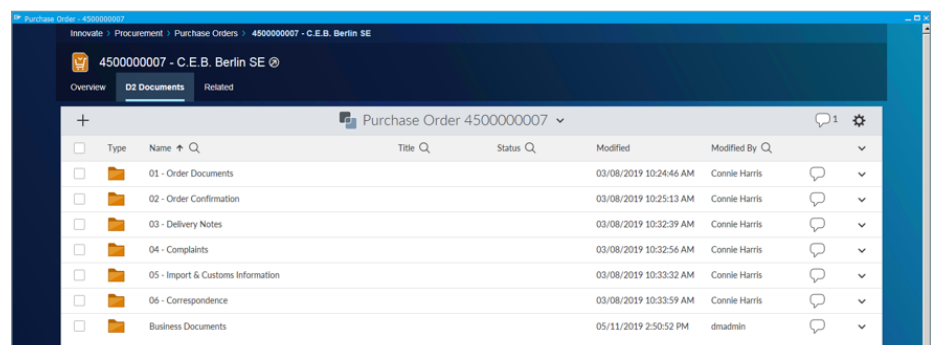 Purchase Order - 4500000007
Innovate > Procurement > Purchase Orders > 4500000007 - C.E.B. Berlin SE
4500000007 - C.E.B. Berlin SE
Overview D2 Documents Related
Purchase Order 4500000007 1
Type Name Title Status Modified Modified By
01 - Order Documents 03/08/2019 10:24:46 AM Connie Harris
02 - Order Confirmation 03/08/2019 10:25:13 AM Connie Harris
03 - Delivery Notes 03/08/2019 10:32:39 AM Connie Harris
04 - Complaints 03/08/2019 10:32:56 AM Connie Harris
05 - Import & Customs Information 03/08/2019 10:33:32 AM Connie Harris
06 - Correspondence 03/08/2019 10:33:59 AM Connie Harris
Business Documents 05/11/2019 2:50:52 PM dmadmin